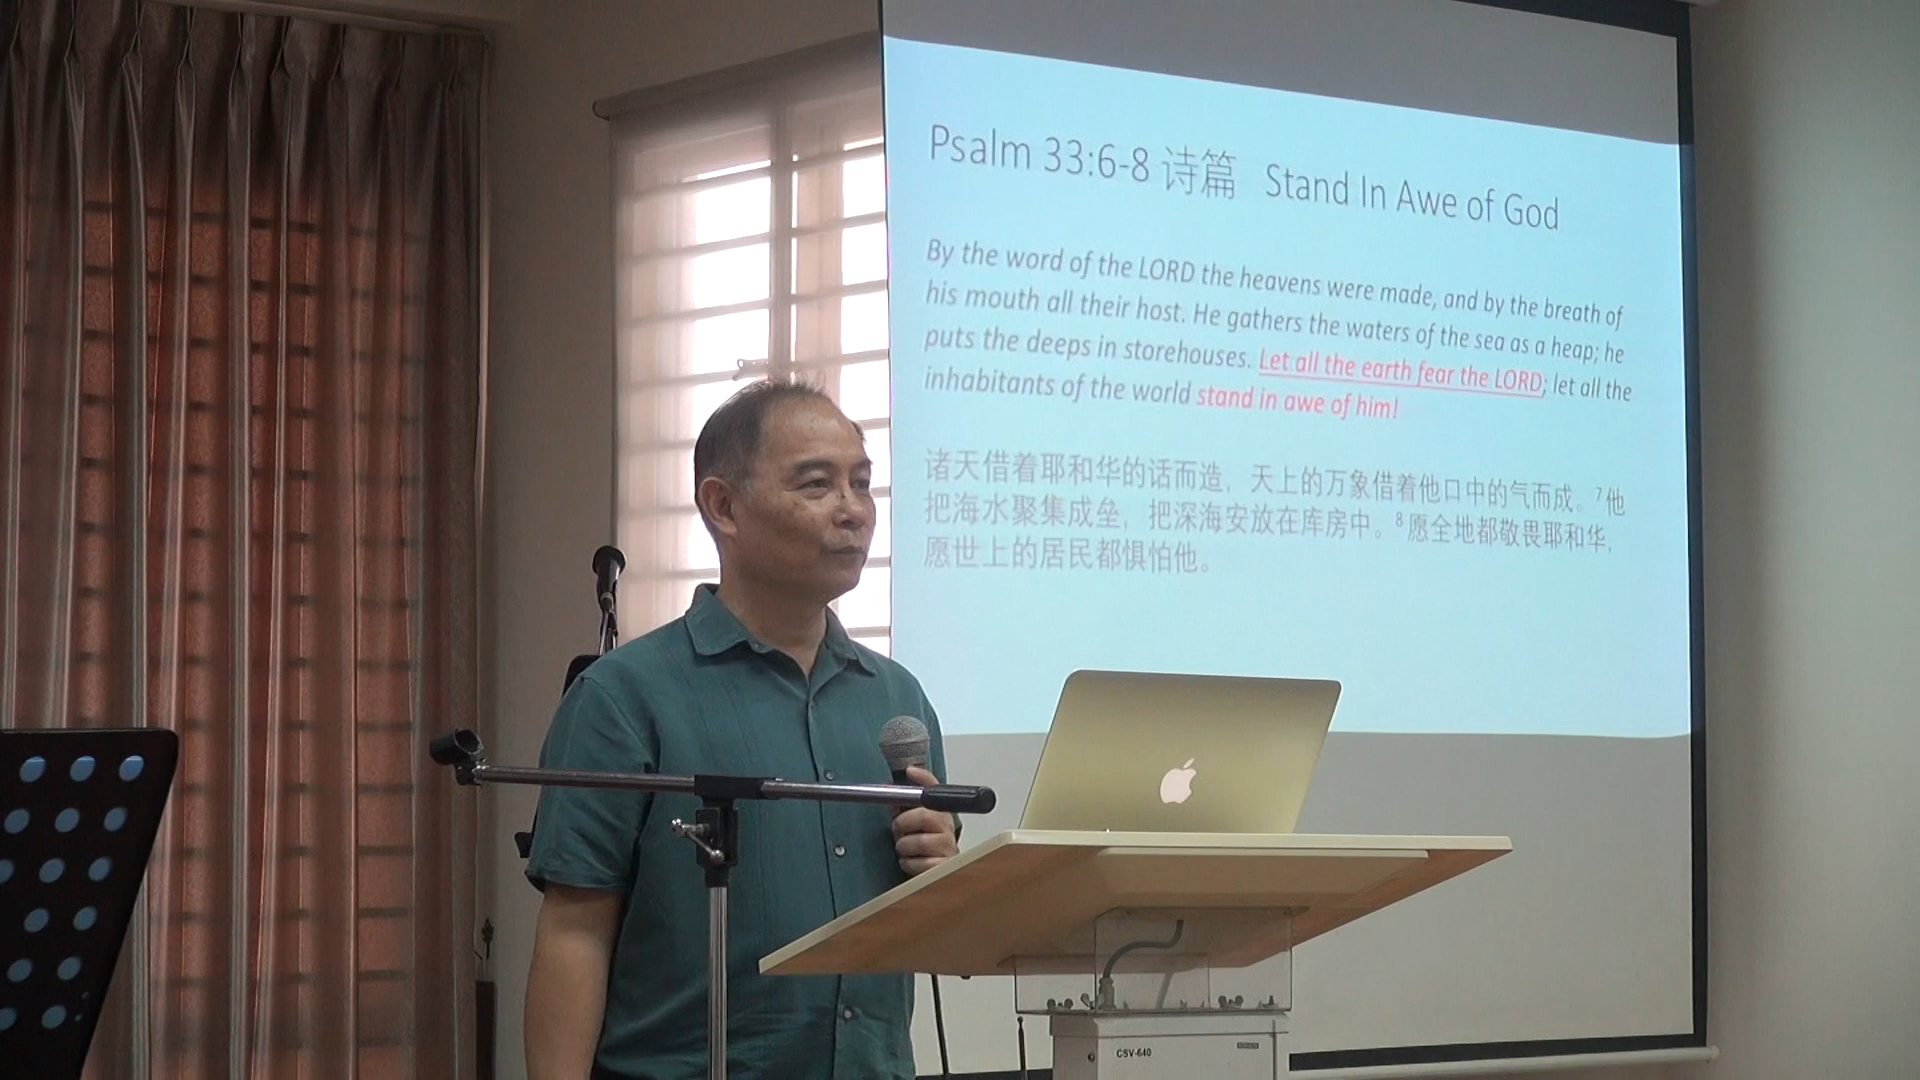 Psalm 33:6-8 诗篇 Stand In Awe of God
By the word of the LORD the heavens were made, and by the breath of
his mouth all their host. He gathers the waters of the sea as a heap; he
puts the deeps in storehouses. Let all the earth fear the LORD; let all the
inhabitants of the world stand in awe of him!
诸天借着耶和华的话而造，天上的万象借着他口中的气而成。⁷他
把海水聚集成垒，把深海安放在库房中。⁸愿全地都敬畏耶和华，
愿世上的居民都惧怕他。
CSV-640